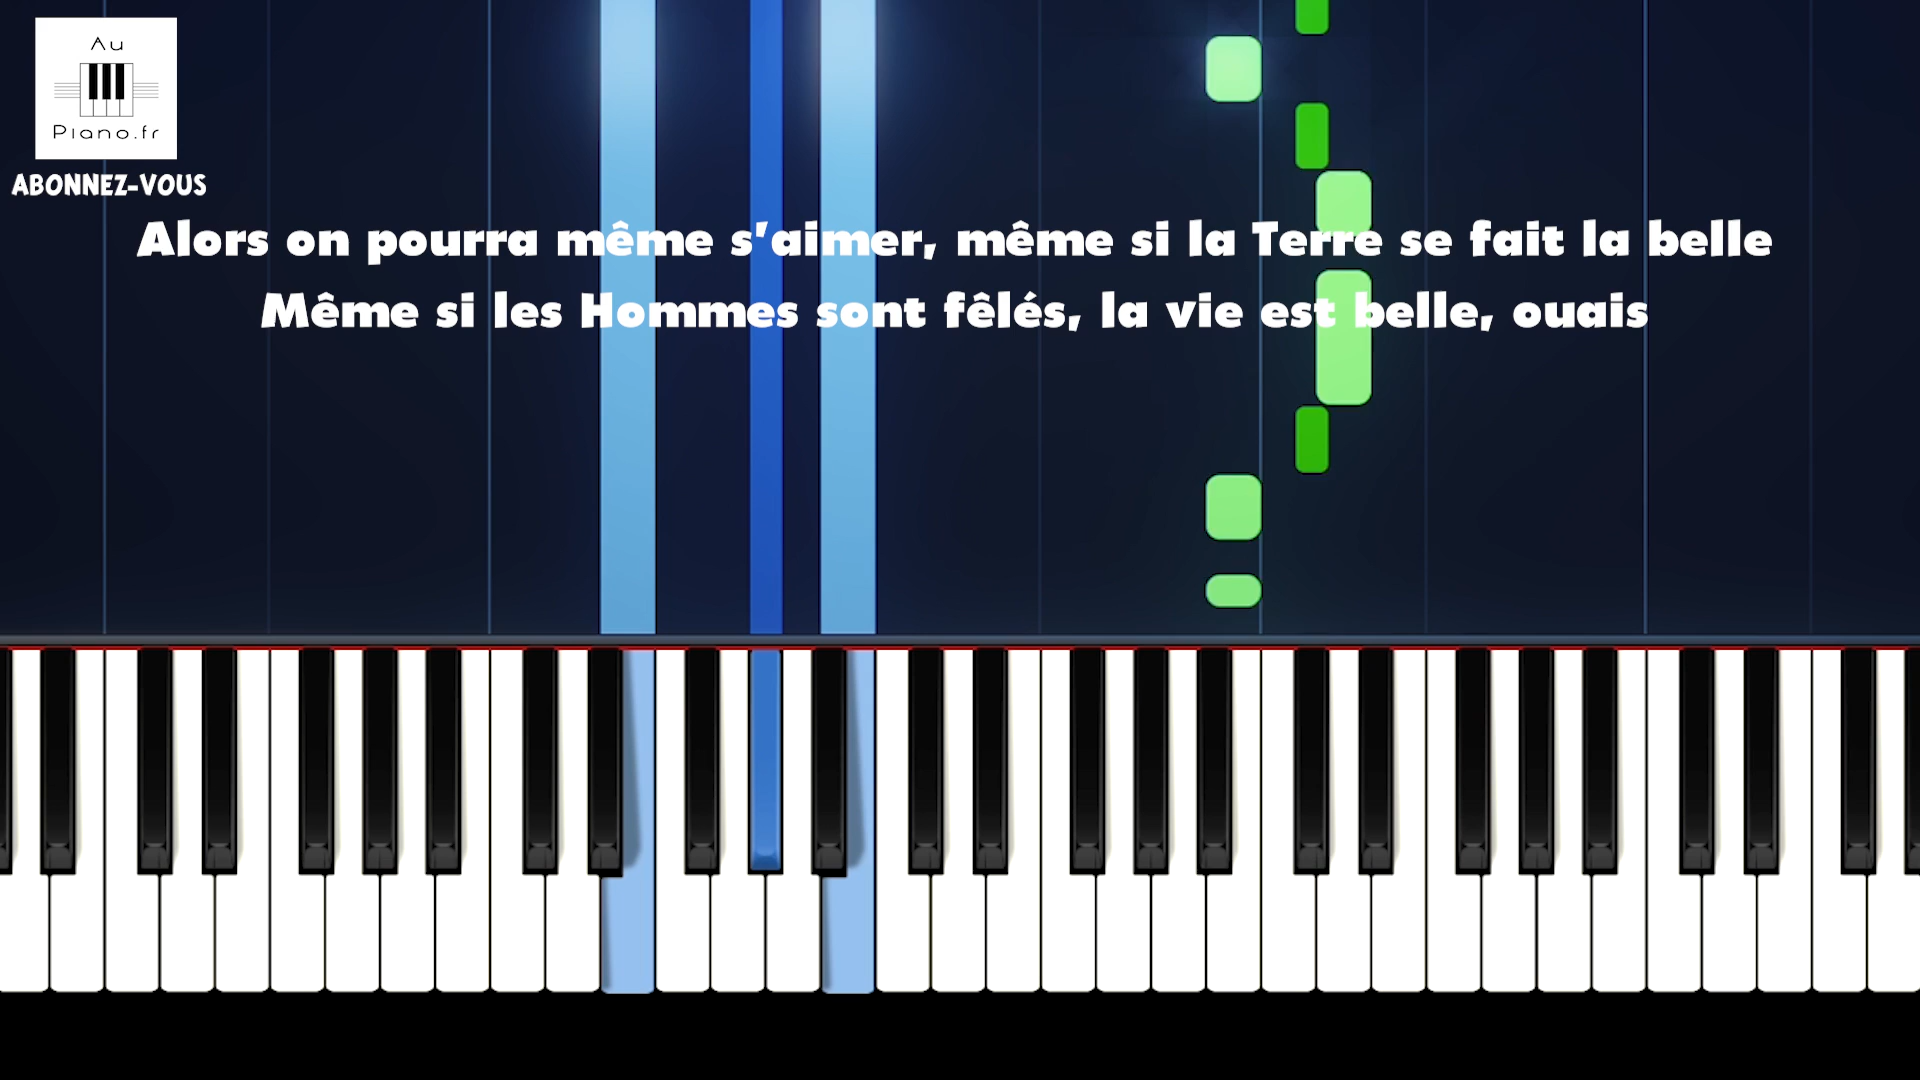 Au
Piano.fr
ABONNEZ-VOUS
Alors on pourra même s'aimer, même si la Terre se fait la belle
Même si les Hommes sont fêlés, la vie est belle, ouais